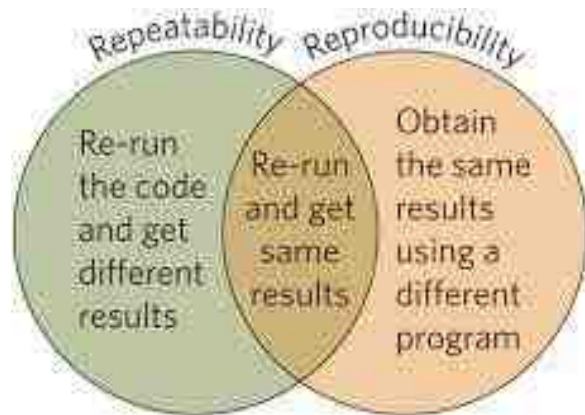 Repeatability
Reproducibility
Re-run
the code
and get
different
results
Re-run
and get
same
results
Obtain
the same
results
using a
different
program